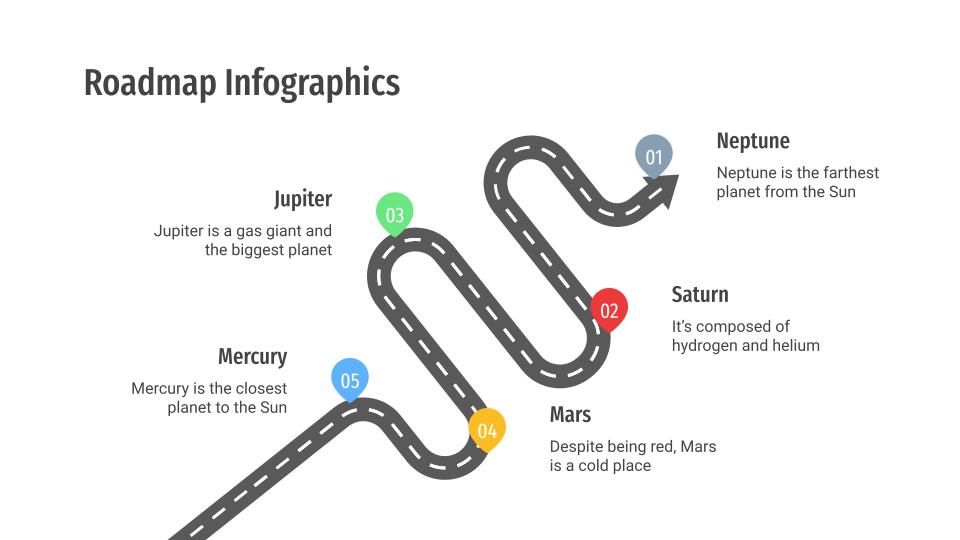 Roadmap Infographics
01
Neptune
Neptune is the farthest
planet from the Sun
Jupiter
Jupiter is a gas giant and
the biggest planet
03
02
Saturn
It’s composed of
hydrogen and helium
Mercury
Mercury is the closest
planet to the Sun
05
04
Mars
Despite being red, Mars
is a cold place